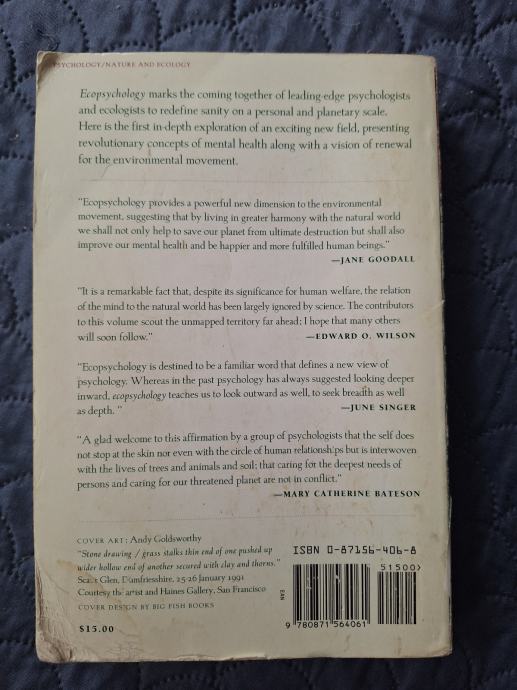 PSYCHOLOGY/NATURE AND ECOLOGY
Ecopsychology marks the coming together of leading-edge psychologists
and ecologists to redefine sanity on a personal and planetary scale.
Here is the first in-depth exploration of an exciting new field, presenting
revolutionary concepts of mental health along with a vision of renewal
for the environmental movement.
"Ecopsychology provides a powerful new dimension to the environmental
movement, suggesting that by living in greater harmony with the natural world
we shall not only help to save our planet from ultimate destruction but shall also
improve our mental health and be happier and more fulfilled human beings."
—JANE GOODALL
"It is a remarkable fact that, despite its significance for human welfare, the relation
of the mind to the natural world has been largely ignored by science. The contributors
to this volume scout the unmapped territory far ahead; I hope that many others
will soon follow." —EDWARD O. WILSON
"Ecopsychology is destined to be a familiar word that defines a new view of
psychology. Whereas in the past psychology has always suggested looking deeper
inward, ecopsychology teaches us to look outward as well, to seek breadth as well
as depth. " —JUNE SINGER
"A glad welcome to this affirmation by a group of psychologists that the self does
not stop at the skin nor even with the circle of human relationships but is interwoven
with the lives of trees and animals and soil; that caring for the deepest needs of
persons and caring for our threatened planet are not in conflict."
—MARY CATHERINE BATESON
COVER ART: Andy Goldsworthy
"Stone drawing / grass stalks thin end of one pushed up
wider hollow end of another secured with clay and thorns."
Scaur Glen, Dumfriesshire, 25-26 January 1991
Courtesy the artist and Haines Gallery, San Francisco
COVER DESIGN BY BIG FISH BOOKS
$15.00
ISBN 0-87156-406-8
51500>
EAN
9 780871 564061